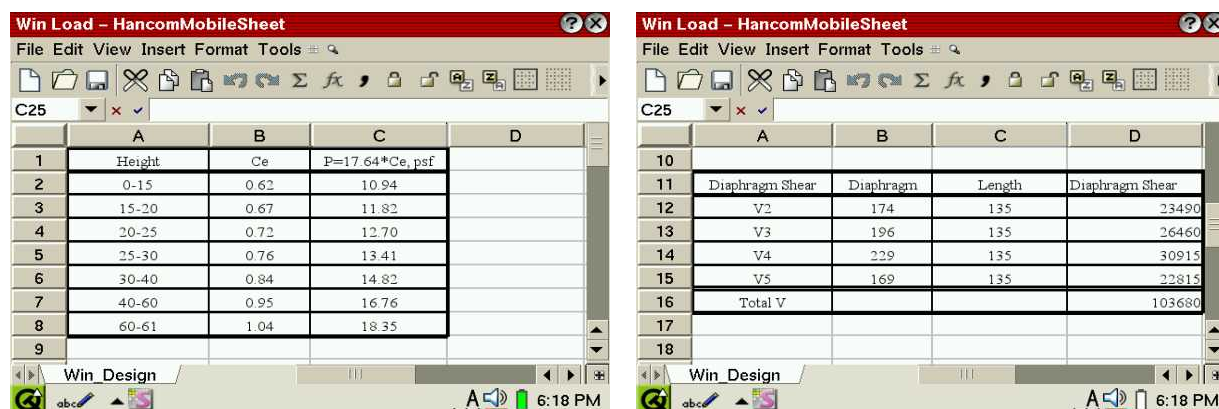 Win Load – HancomMobileSheet
File Edit View Insert Format Tools
C25
A B C D
1 Height Ce P=17.64*Ce, psf
2 0-15 0.62 10.94
3 15-20 0.67 11.82
4 20-25 0.72 12.70
5 25-30 0.76 13.41
6 30-40 0.84 14.82
7 40-60 0.95 16.76
8 60-61 1.04 18.35
9
Win_Design
abc A 6:18 PM
Win Load – HancomMobileSheet
File Edit View Insert Format Tools
C25
A B C D
10
11 Diaphragm Shear Diaphragm Length Diaphragm Shear
12 V2 174 135 23490
13 V3 196 135 26460
14 V4 229 135 30915
15 V5 169 135 22815
16 Total V 103680
17
18
Win_Design
abc A 6:18 PM